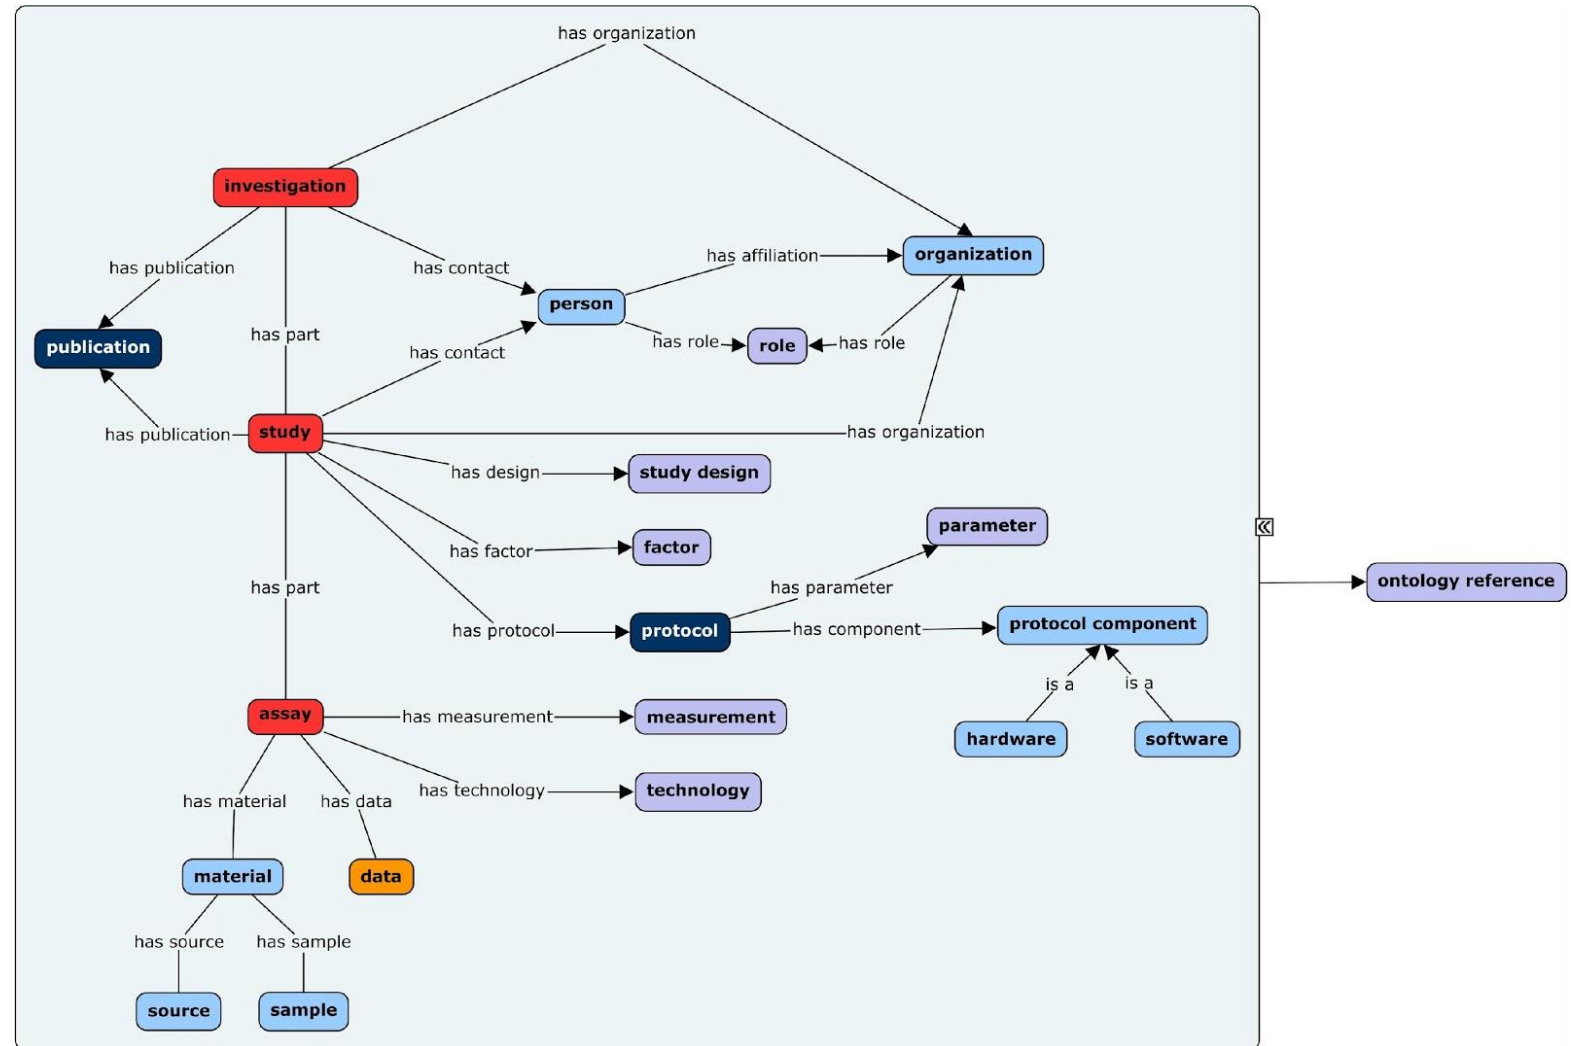 has organization
investigation
has affiliation
organization
has publication
has contact
person
has part
has role
role
has role
publication
has contact
has publication
study
has organization
has design
study design
parameter
has factor
factor
has part
has parameter
ontology reference
has protocol
protocol
has component
protocol component
is a
is a
assay
has measurement
measurement
hardware
software
has technology
technology
has material
has data
material
data
has source
has sample
source
sample